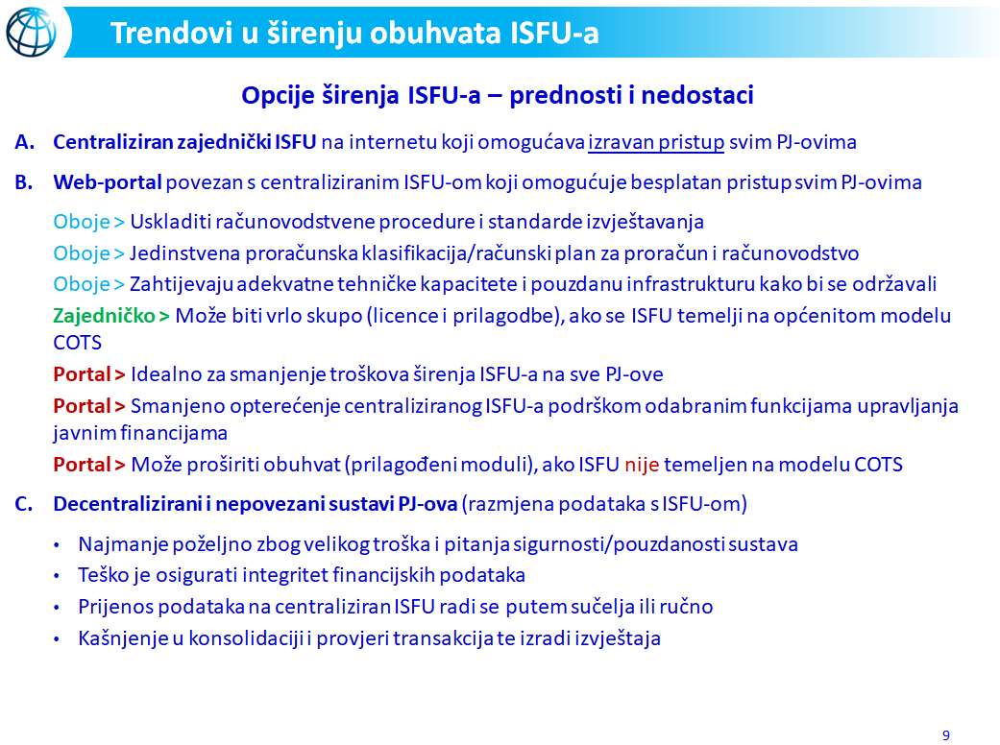 Trendovi u širenju obuhvata ISFU-a
Opcije širenja ISFU-a – prednosti i nedostaci
A. Centraliziran zajednički ISFU na internetu koji omogućava izravan pristup svim PJ-ovima
B. Web-portal povezan s centraliziranim ISFU-om koji omogućuje besplatan pristup svim PJ-ovima
Oboje > Uskladiti računovodstvene procedure i standarde izvještavanja
Oboje > Jedinstvena proračunska klasifikacija/računski plan za proračun i računovodstvo
Oboje > Zahtijevaju adekvatne tehničke kapacitete i pouzdanu infrastrukturu kako bi se održavali
Zajedničko > Može biti vrlo skupo (licence i prilagodbe), ako se ISFU temelji na općenitom modelu
COTS
Portal > Idealno za smanjenje troškova širenja ISFU-a na sve PJ-ove
Portal > Smanjeno opterećenje centraliziranog ISFU-a podrškom odabranim funkcijama upravljanja
javnim financijama
Portal > Može proširiti obuhvat (prilagođeni moduli), ako ISFU nije temeljen na modelu COTS
C. Decentralizirani i nepovezani sustavi PJ-ova (razmjena podataka s ISFU-om)
• Najmanje poželjno zbog velikog troška i pitanja sigurnosti/pouzdanosti sustava
• Teško je osigurati integritet financijskih podataka
• Prijenos podataka na centraliziran ISFU radi se putem sučelja ili ručno
• Kašnjenje u konsolidaciji i provjeri transakcija te izradi izvještaja
9